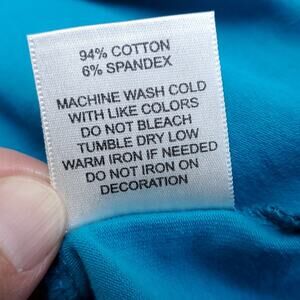 94% COTTON
6% SPANDEX
MACHINE WASH COLD
WITH LIKE COLORS
DO NOT BLEACH
TUMBLE DRY LOW
WARM IRON IF NEEDED
DO NOT IRON ON
DECORATION